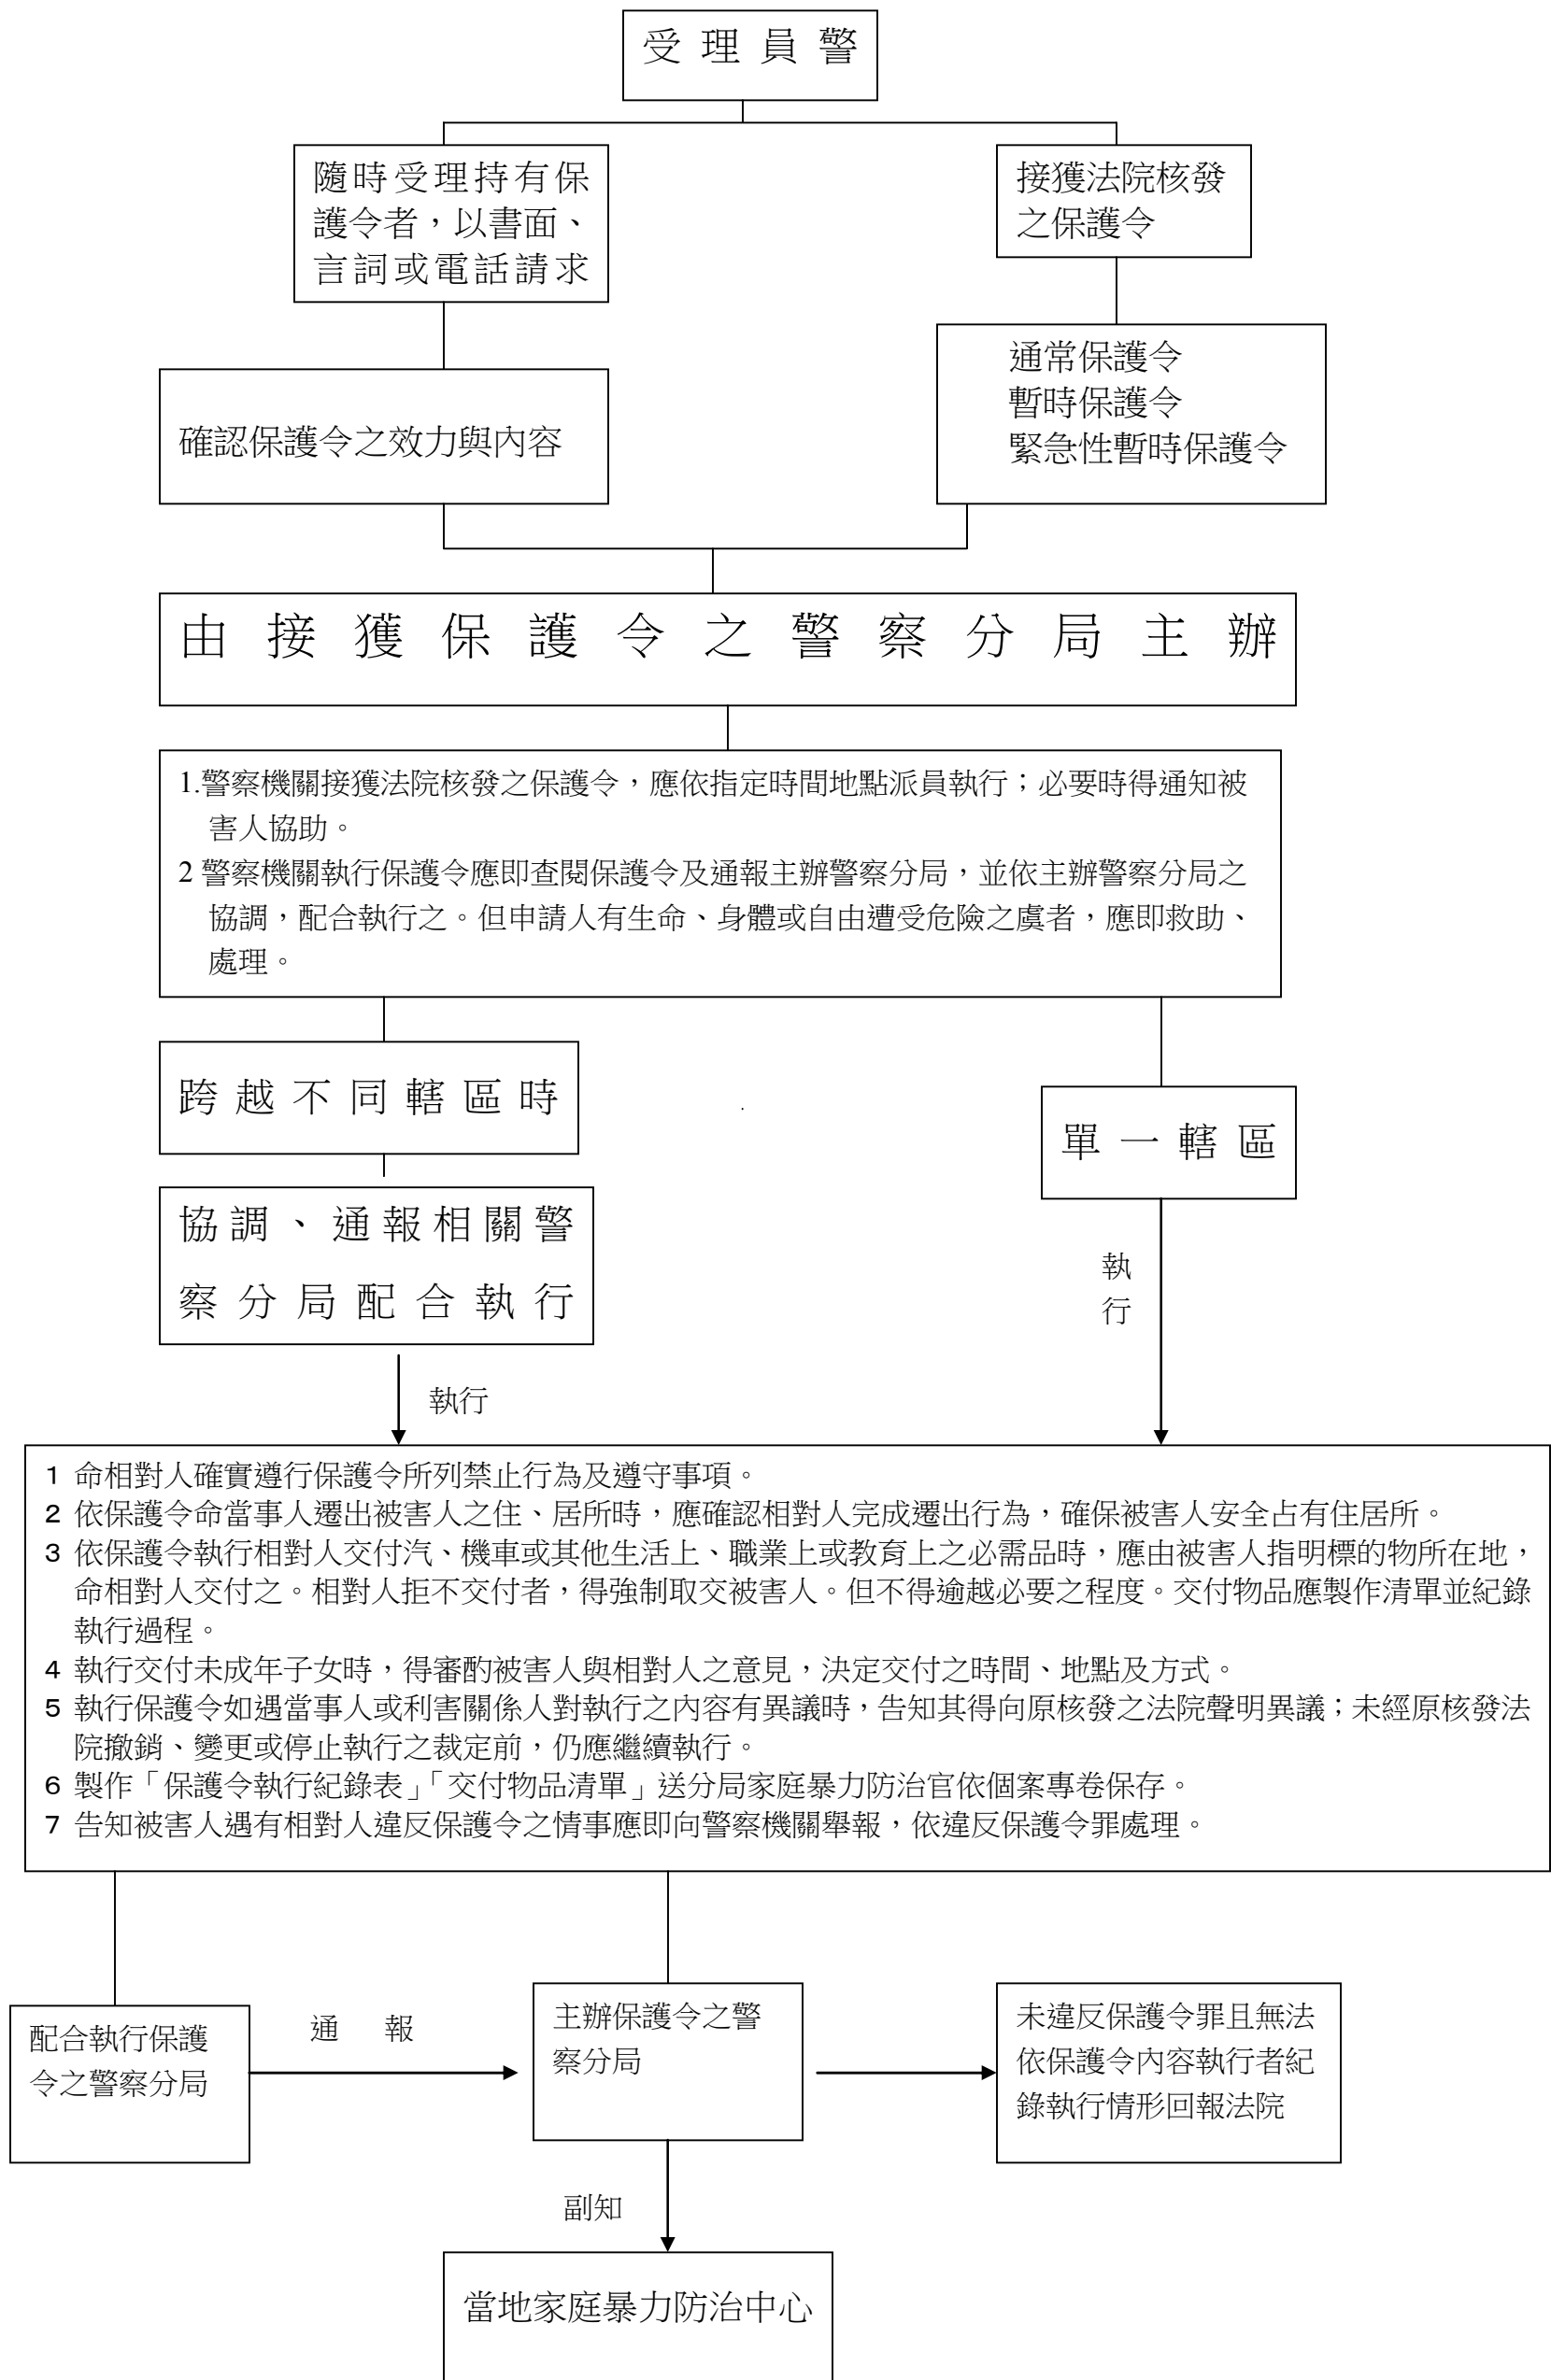 受理員警
隨時受理持有保
護令者，以書面、
言詞或電話請求
接獲法院核發
之保護令
確認保護令之效力與內容
通常保護令
暫時保護令
緊急性暫時保護令
由接獲保護令之警察分局主辦
1.警察機關接獲法院核發之保護令，應依指定時間地點派員執行；必要時得通知被
害人協助。
2 警察機關執行保護令應即查閱保護令及通報主辦警察分局，並依主辦警察分局之
協調，配合執行之。但申請人有生命、身體或自由遭受危險之虞者，應即救助、
處理。
跨越不同轄區時
單一轄區
協調、通報相關警
察分局配合執行
執
行
執行
1 命相對人確實遵行保護令所列禁止行為及遵守事項。
2 依保護令命當事人遷出被害人之住、居所時，應確認相對人完成遷出行為，確保被害人安全占有住居所。
3 依保護令執行相對人交付汽、機車或其他生活上、職業上或教育上之必需品時，應由被害人指明標的物所在地，
命相對人交付之。相對人拒不交付者，得強制取交被害人。但不得逾越必要之程度。交付物品應製作清單並紀錄
執行過程。
4 執行交付未成年子女時，得審酌被害人與相對人之意見，決定交付之時間、地點及方式。
5 執行保護令如遇當事人或利害關係人對執行之內容有異議時，告知其得向原核發之法院聲明異議；未經原核發法
院撤銷、變更或停止執行之裁定前，仍應繼續執行。
6 製作「保護令執行紀錄表」「交付物品清單」送分局家庭暴力防治官依個案專卷保存。
7 告知被害人遇有相對人違反保護令之情事應即向警察機關舉報，依違反保護令罪處理。
配合執行保護
令之警察分局
通 報
主辦保護令之警
察分局
未違反保護令罪且無法
依保護令內容執行者紀
錄執行情形回報法院
副知
當地家庭暴力防治中心